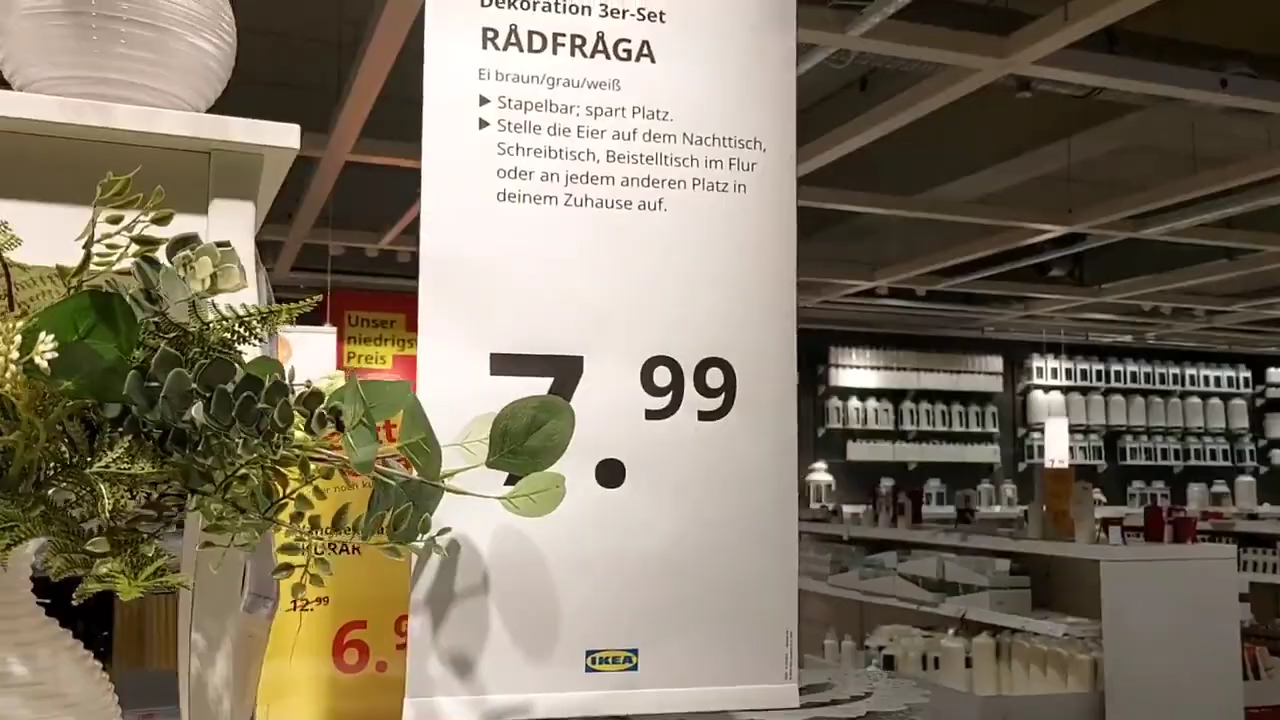 Dekoration 3er-Set
RÅDFRÅGA
Ei braun/grau/weiß
▶ Stapelbar; spart Platz.
▶ Stelle die Eier auf dem Nachttisch,
Schreibtisch, Beistelltisch im Flur
oder an jedem anderen Platz in
deinem Zuhause auf.
7.99
IKEA
Unser
Preis
12.99
6.9